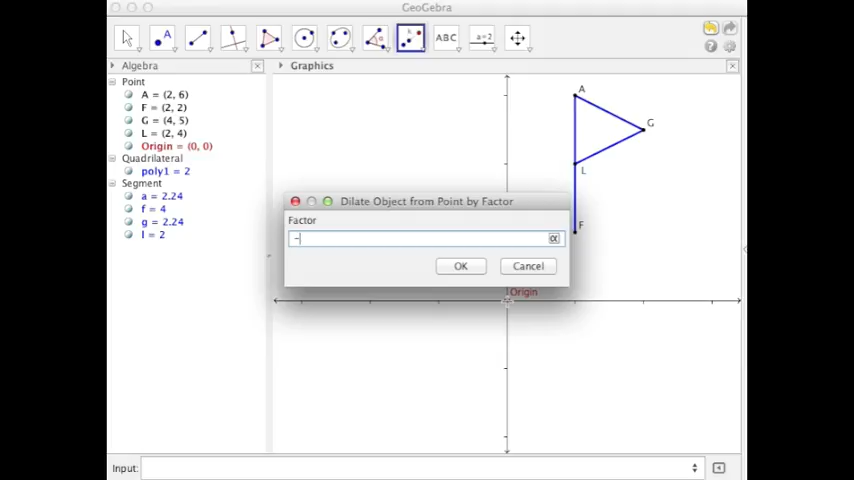 GeoGebra
A
ABC
a=2
Algebra
Graphics
Point
A = (2, 6)
F = (2, 2)
G = (4, 5)
L = (2, 4)
Origin = (0, 0)
Quadrilateral
poly1 = 2
Segment
a = 2.24
f = 4
g = 2.24
l = 2
A
G
L
F
Origin
Dilate Object from Point by Factor
Factor
-
α
OK
Cancel
Input: